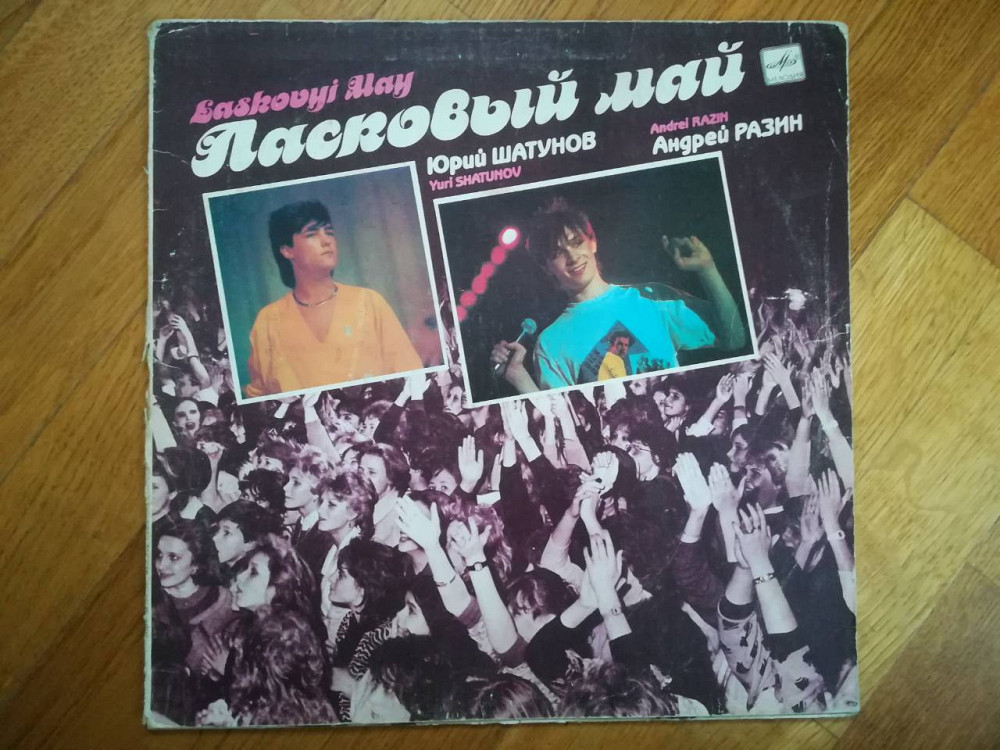 Laskovyi May
Ласковый май
Юрий ШАТУНОВ
Yuri SHATUNOV
Andrei RAZIN
Андрей РАЗИН